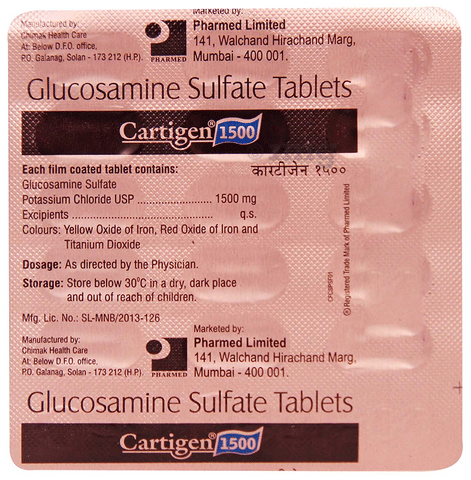 Marketed by:
Manufactured by:
Chimak Health Care
At: Below D.F.O. office,
P.O. Galanag, Solan - 173 212 (H.P.)
PHARMED
Pharmed Limited
141, Walchand Hirachand Marg,
Mumbai - 400 001.
Glucosamine Sulfate Tablets
Cartigen® 1500
Each film coated tablet contains:
Glucosamine Sulfate
Potassium Chloride USP ........................ 1500 mg
Excipients ............................................. q.s.
Colours: Yellow Oxide of Iron, Red Oxide of Iron and
Titanium Dioxide
Dosage: As directed by the Physician.
Storage: Store below 30°C in a dry, dark place
and out of reach of children.
Mfg. Lic. No.: SL-MNB/2013-126
कारटीजेन १५००
® Registered Trade Mark of Pharmed Limited
Manufactured by:
Chimak Health Care
At: Below D.F.O. office,
P.O. Galanag, Solan - 173 212 (H.P.)
PHARMED
Marketed by:
Pharmed Limited
141, Walchand Hirachand Marg,
Mumbai - 400 001.
Glucosamine Sulfate Tablets
Cartigen® 1500